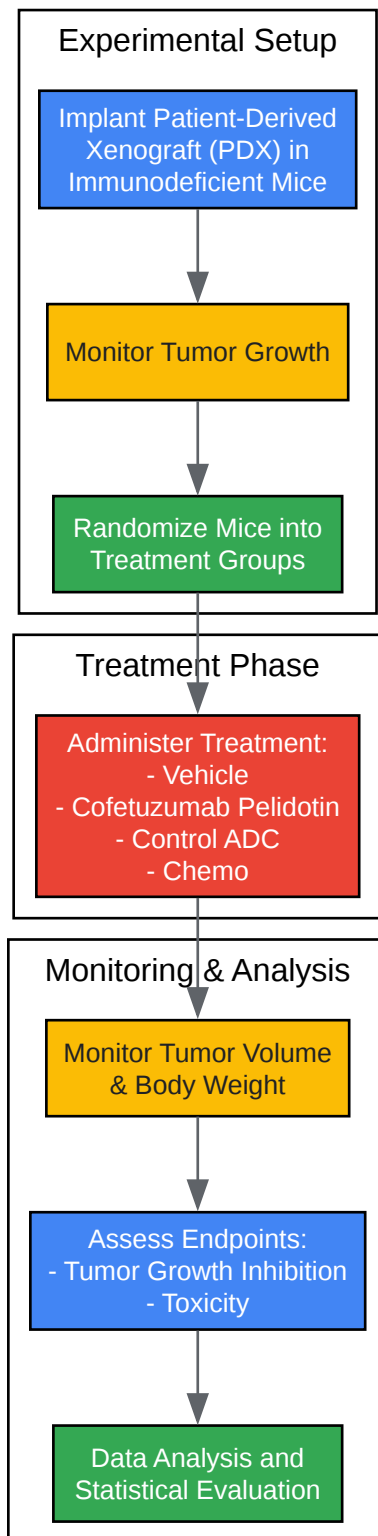 Experimental Setup
Implant Patient-Derived
Xenograft (PDX) in
Immunodeficient Mice
Monitor Tumor Growth
Randomize Mice into
Treatment Groups
Treatment Phase
Administer Treatment:
- Vehicle
- Cofetuzumab Pelidotin
- Control ADC
- Chemo
Monitoring & Analysis
Monitor Tumor Volume
& Body Weight
Assess Endpoints:
- Tumor Growth Inhibition
- Toxicity
Data Analysis and
Statistical Evaluation